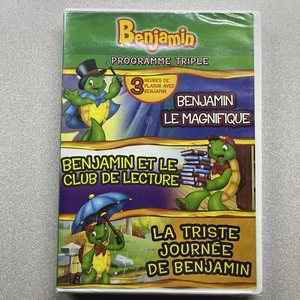 Benjamin
PROGRAMME TRIPLE
3 HEURES DE
PLAISIR AVEC
BENJAMIN
BENJAMIN
LE MAGNIFIQUE
BENJAMIN ET LE
CLUB DE LECTURE
LA TRISTE
JOURNÉE
DE BENJAMIN